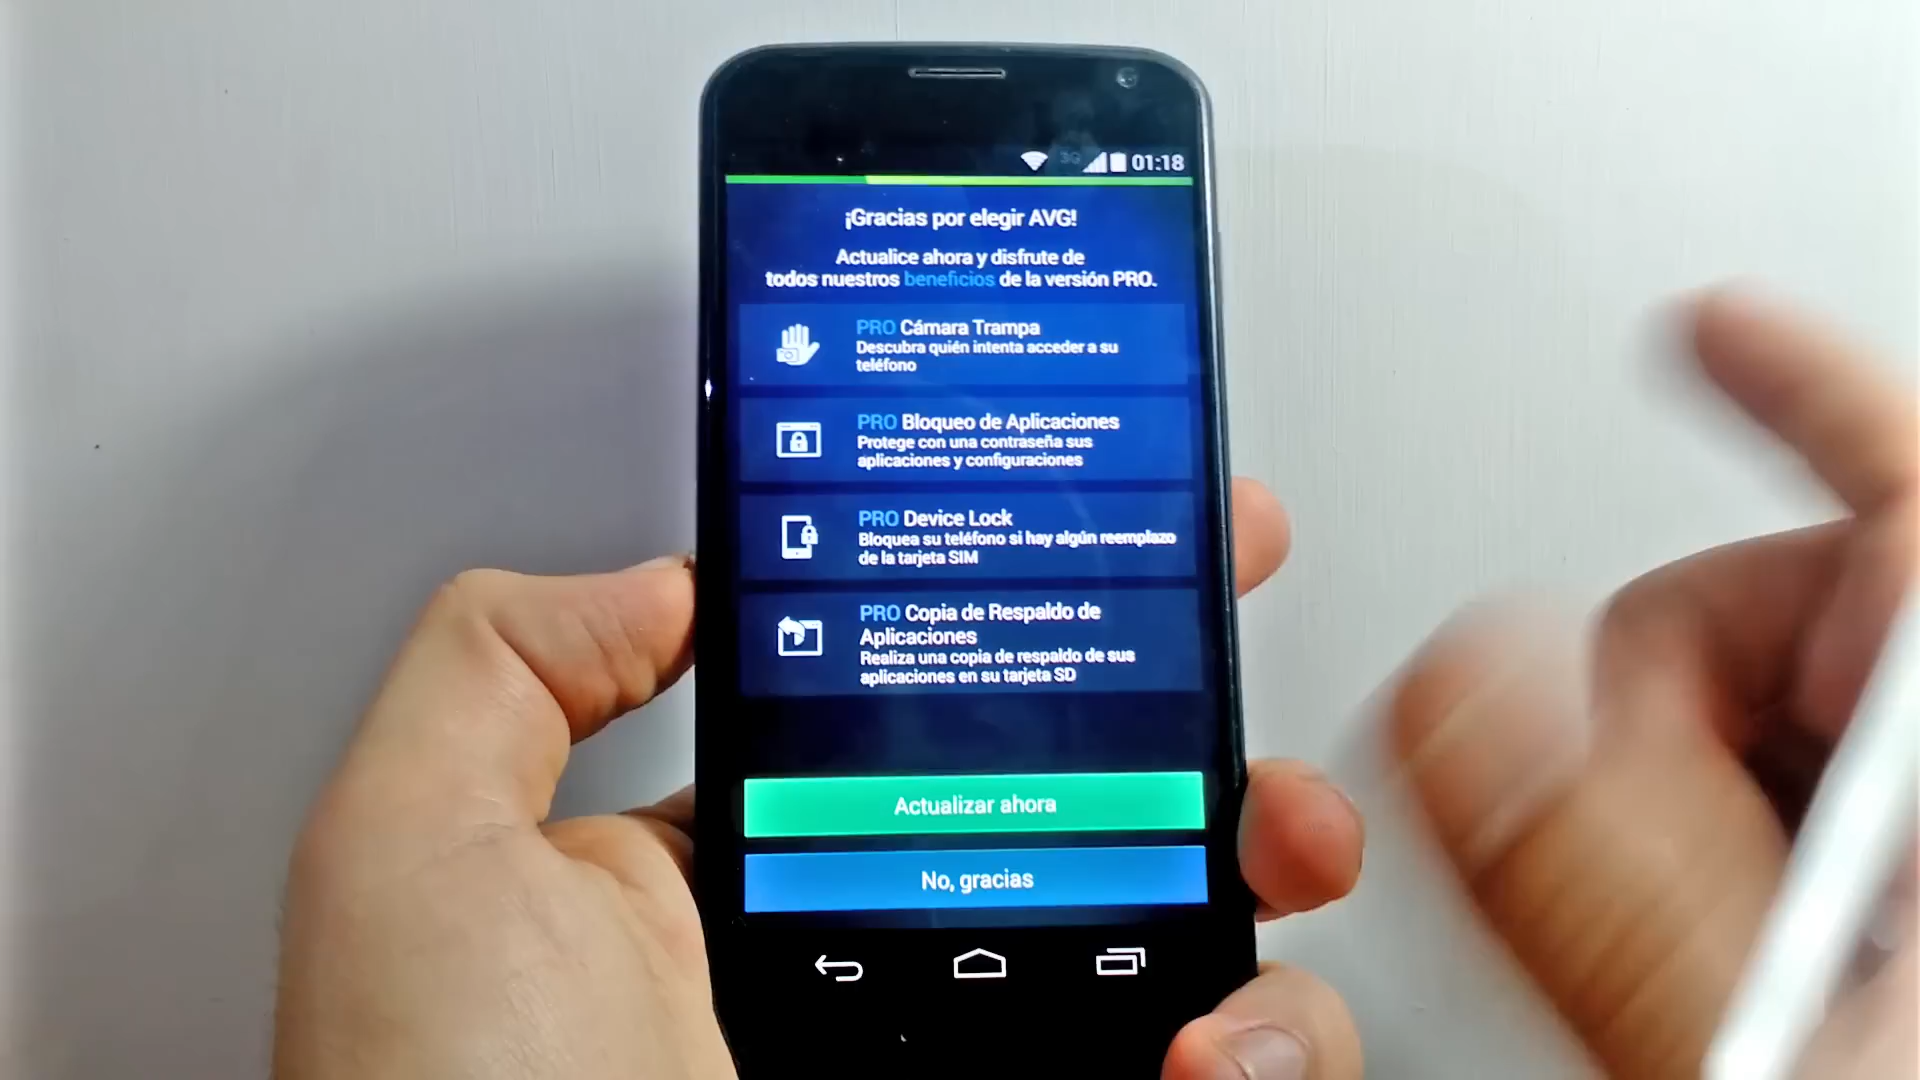 3G 01:18
¡Gracias por elegir AVG!
Actualice ahora y disfrute de
todos nuestros beneficios de la versión PRO.
PRO Cámara Trampa
Descubra quién intenta acceder a su
teléfono
PRO Bloqueo de Aplicaciones
Protege con una contraseña sus
aplicaciones y configuraciones
PRO Device Lock
Bloquea su teléfono si hay algún reemplazo
de la tarjeta SIM
PRO Copia de Respaldo de
Aplicaciones
Realiza una copia de respaldo de sus
aplicaciones en su tarjeta SD
Actualizar ahora
No, gracias